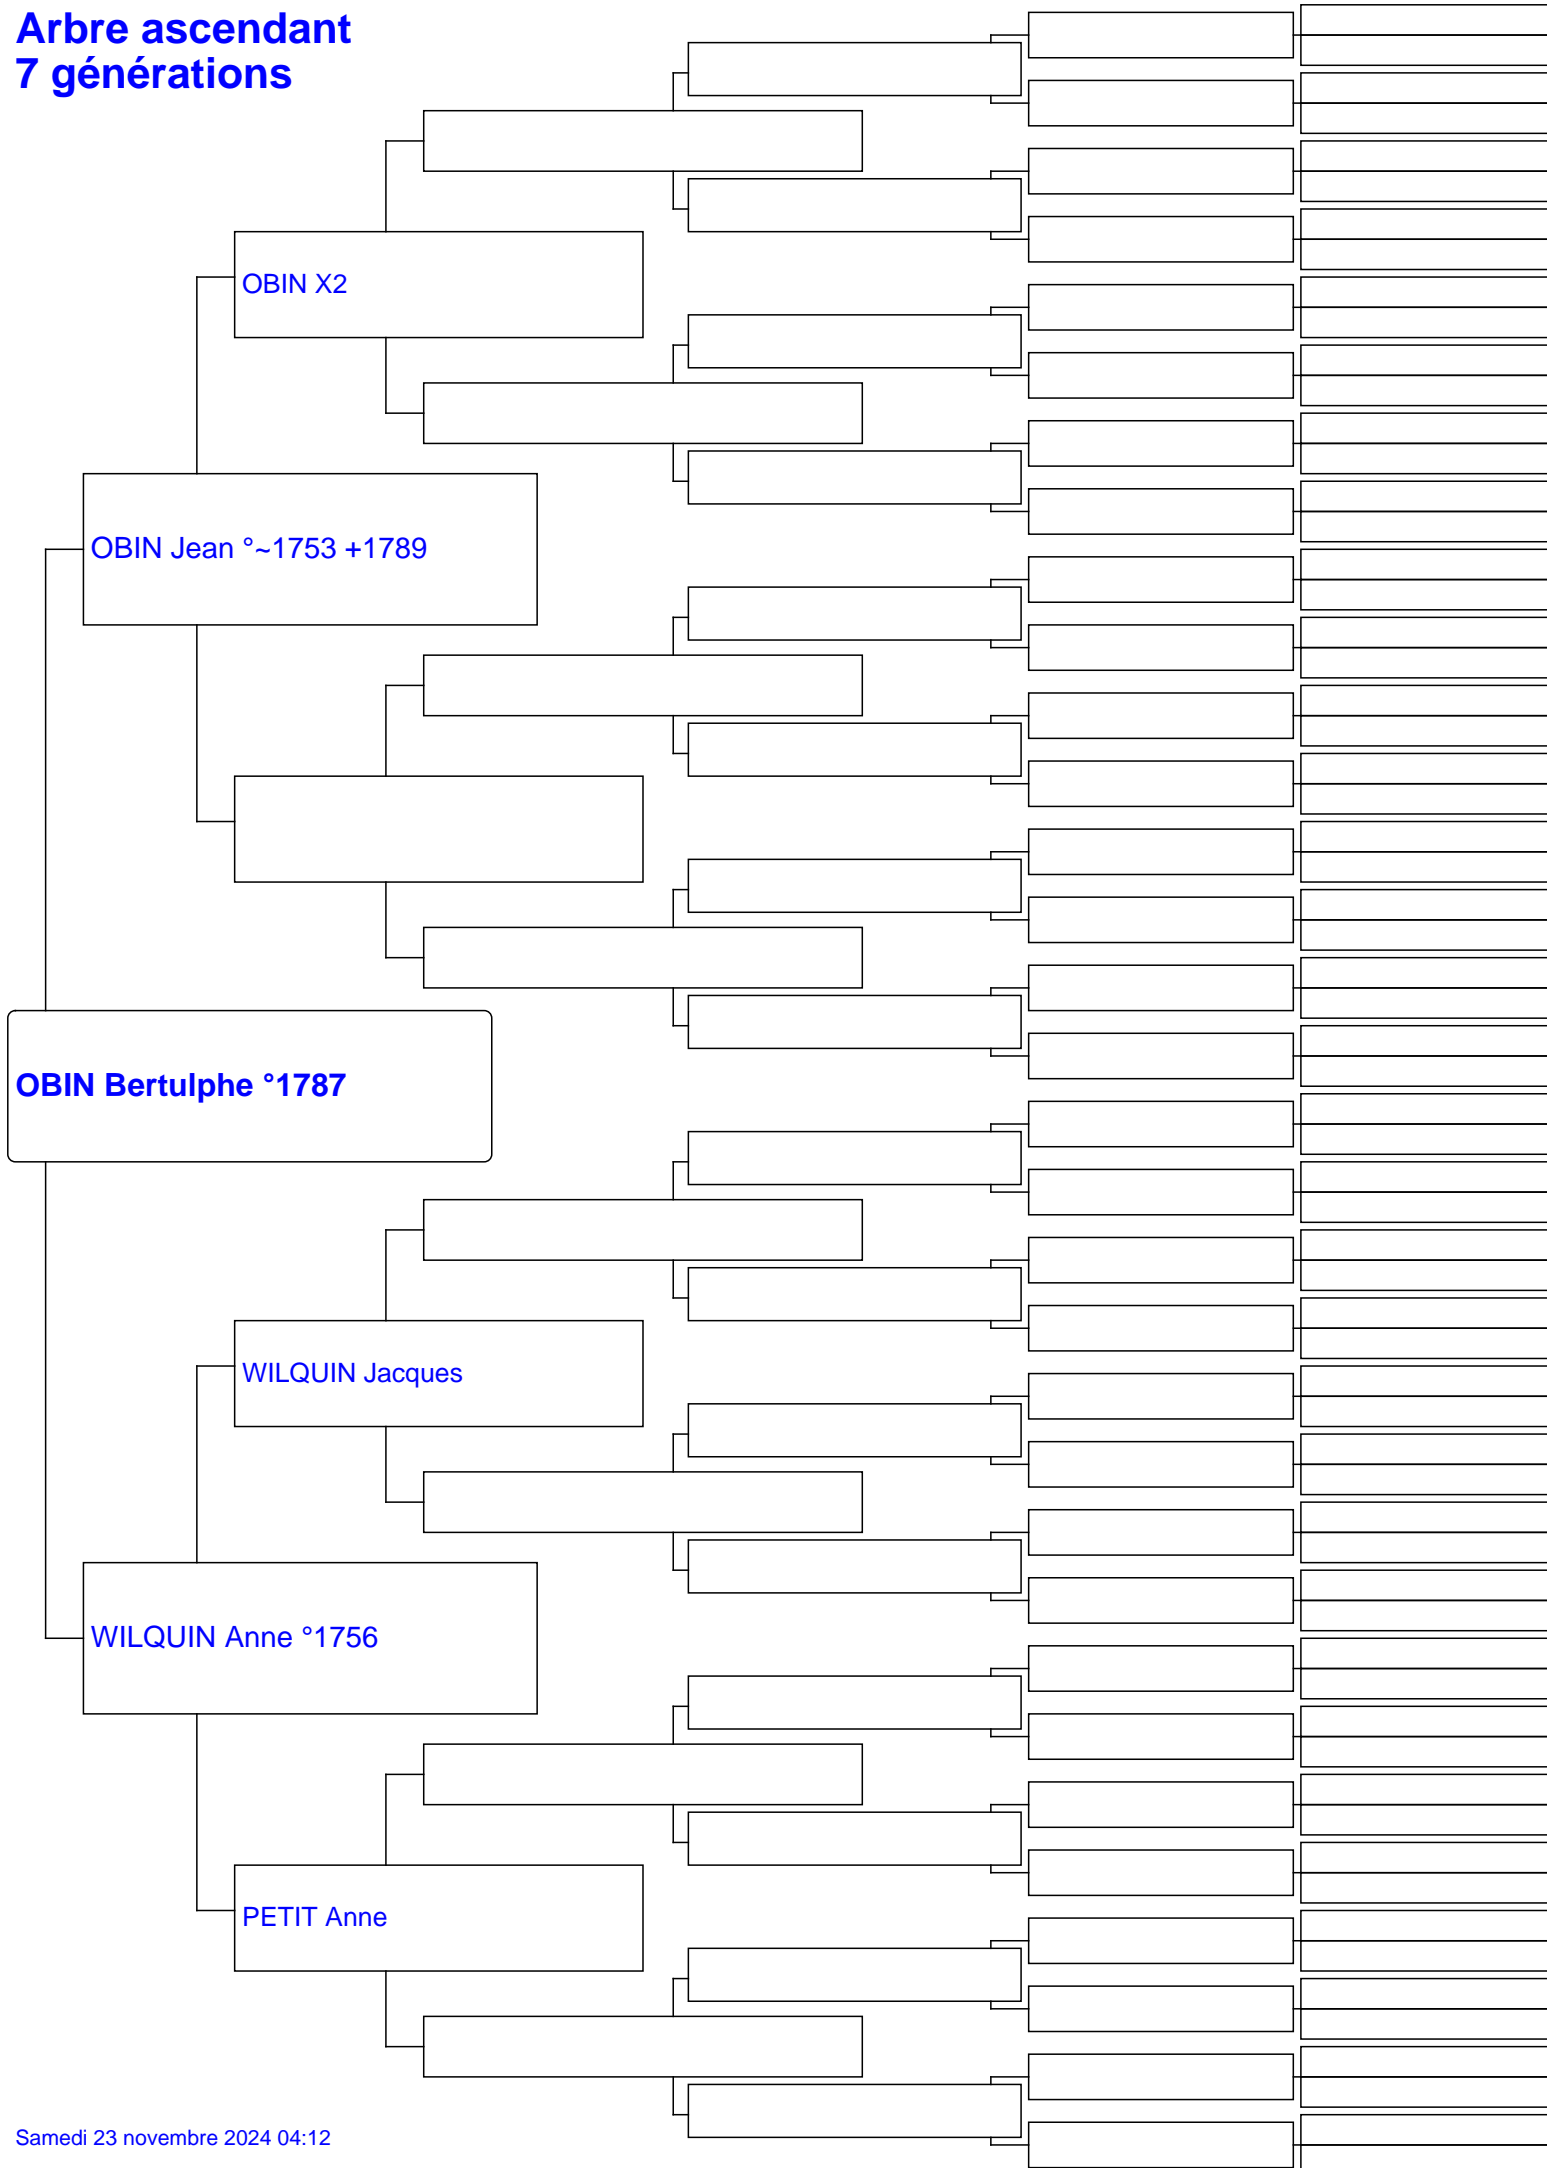 Arbre ascendant
7 générations
OBIN X2
OBIN Jean °~1753 +1789
OBIN Bertulphe °1787
WILQUIN Jacques
WILQUIN Anne °1756
PETIT Anne
Samedi 23 novembre 2024 04:12